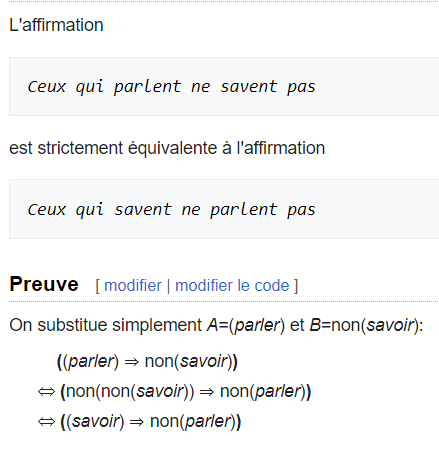 L'affirmation
Ceux qui parlent ne savent pas
est strictement équivalente à l'affirmation
Ceux qui savent ne parlent pas
Preuve [ modifier | modifier le code ]
On substitue simplement A=(parler) et B=non(savoir):
((parler) ⇒ non(savoir))
⇔ (non(non(savoir)) ⇒ non(parler))
⇔ ((savoir) ⇒ non(parler))